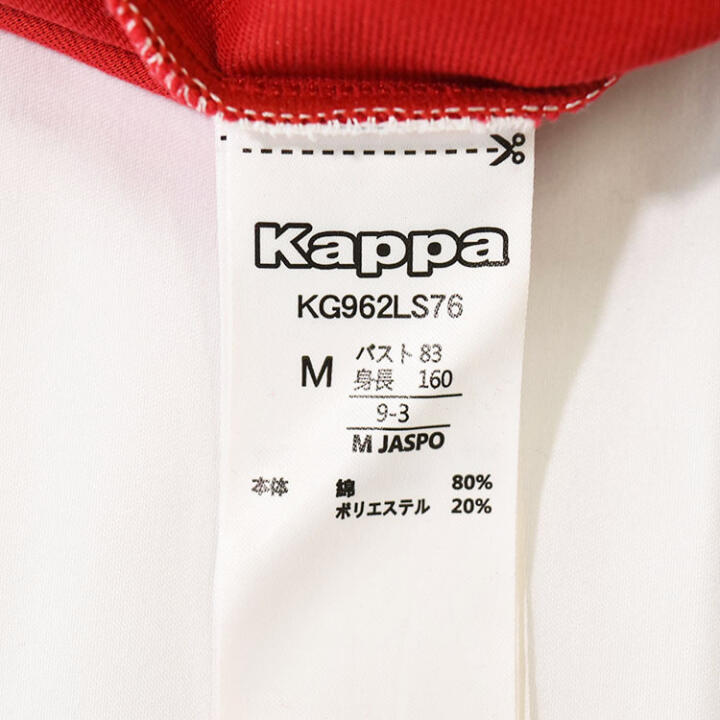 Kappa
KG962LS76
M
バスト 83
身長 160
9-3
M JASPO
本体 綿 80%
ポリエステル 20%